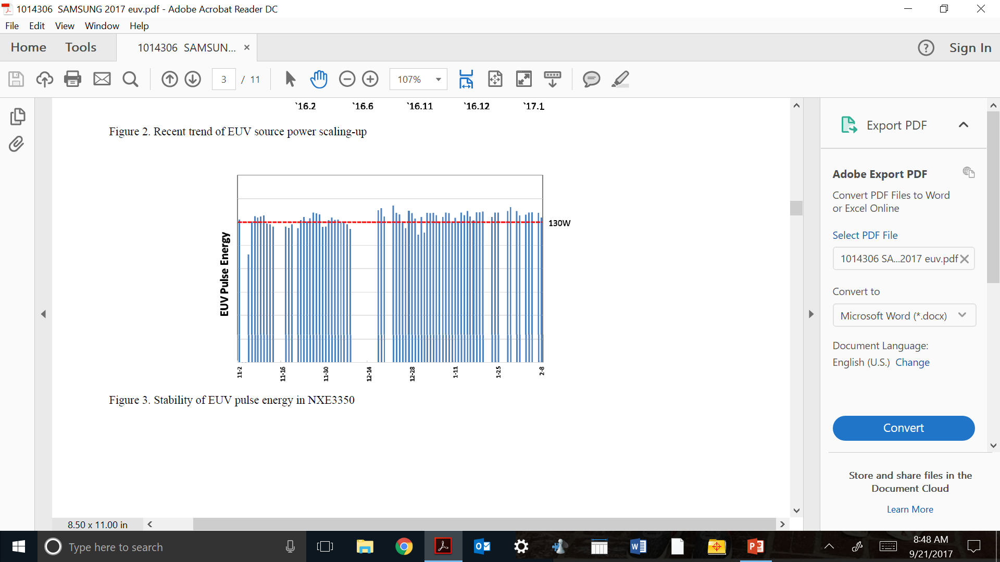 1014306 SAMSUNG 2017 euv.pdf - Adobe Acrobat Reader DC
File Edit View Window Help
Home Tools 1014306 SAMSUN... × ? Sign In
3 / 11 107%
`16.2 `16.6 `16.11 `16.12 `17.1
Figure 2. Recent trend of EUV source power scaling-up
EUV Pulse Energy
130W
11-2 11-16 11-30 12-14 12-28 1-11 1-25 2-8
Figure 3. Stability of EUV pulse energy in NXE3350
8.50 x 11.00 in
Export PDF
Adobe Export PDF
Convert PDF Files to Word
or Excel Online
Select PDF File
1014306 SA...2017 euv.pdf
Convert to
Microsoft Word (*.docx)
Document Language:
English (U.S.) Change
Convert
Store and share files in the
Document Cloud
Learn More
Type here to search
8:48 AM
9/21/2017